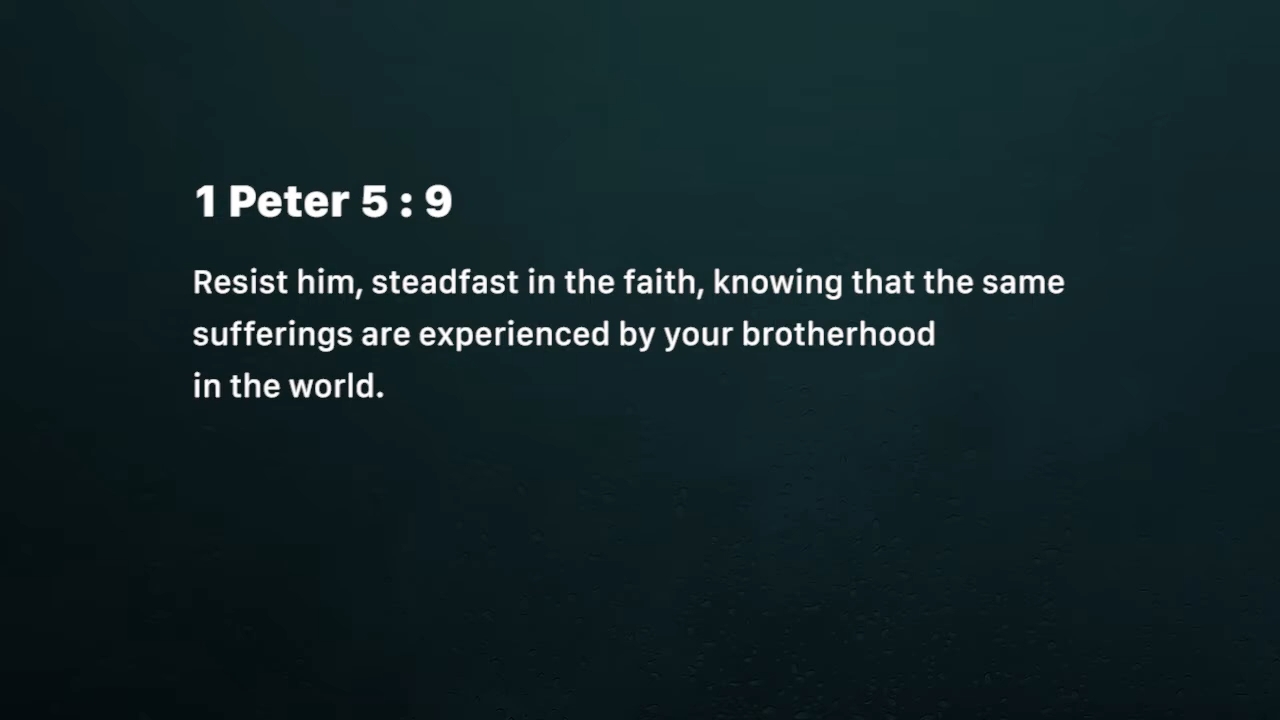 1 Peter 5 : 9
Resist him, steadfast in the faith, knowing that the same
sufferings are experienced by your brotherhood
in the world.